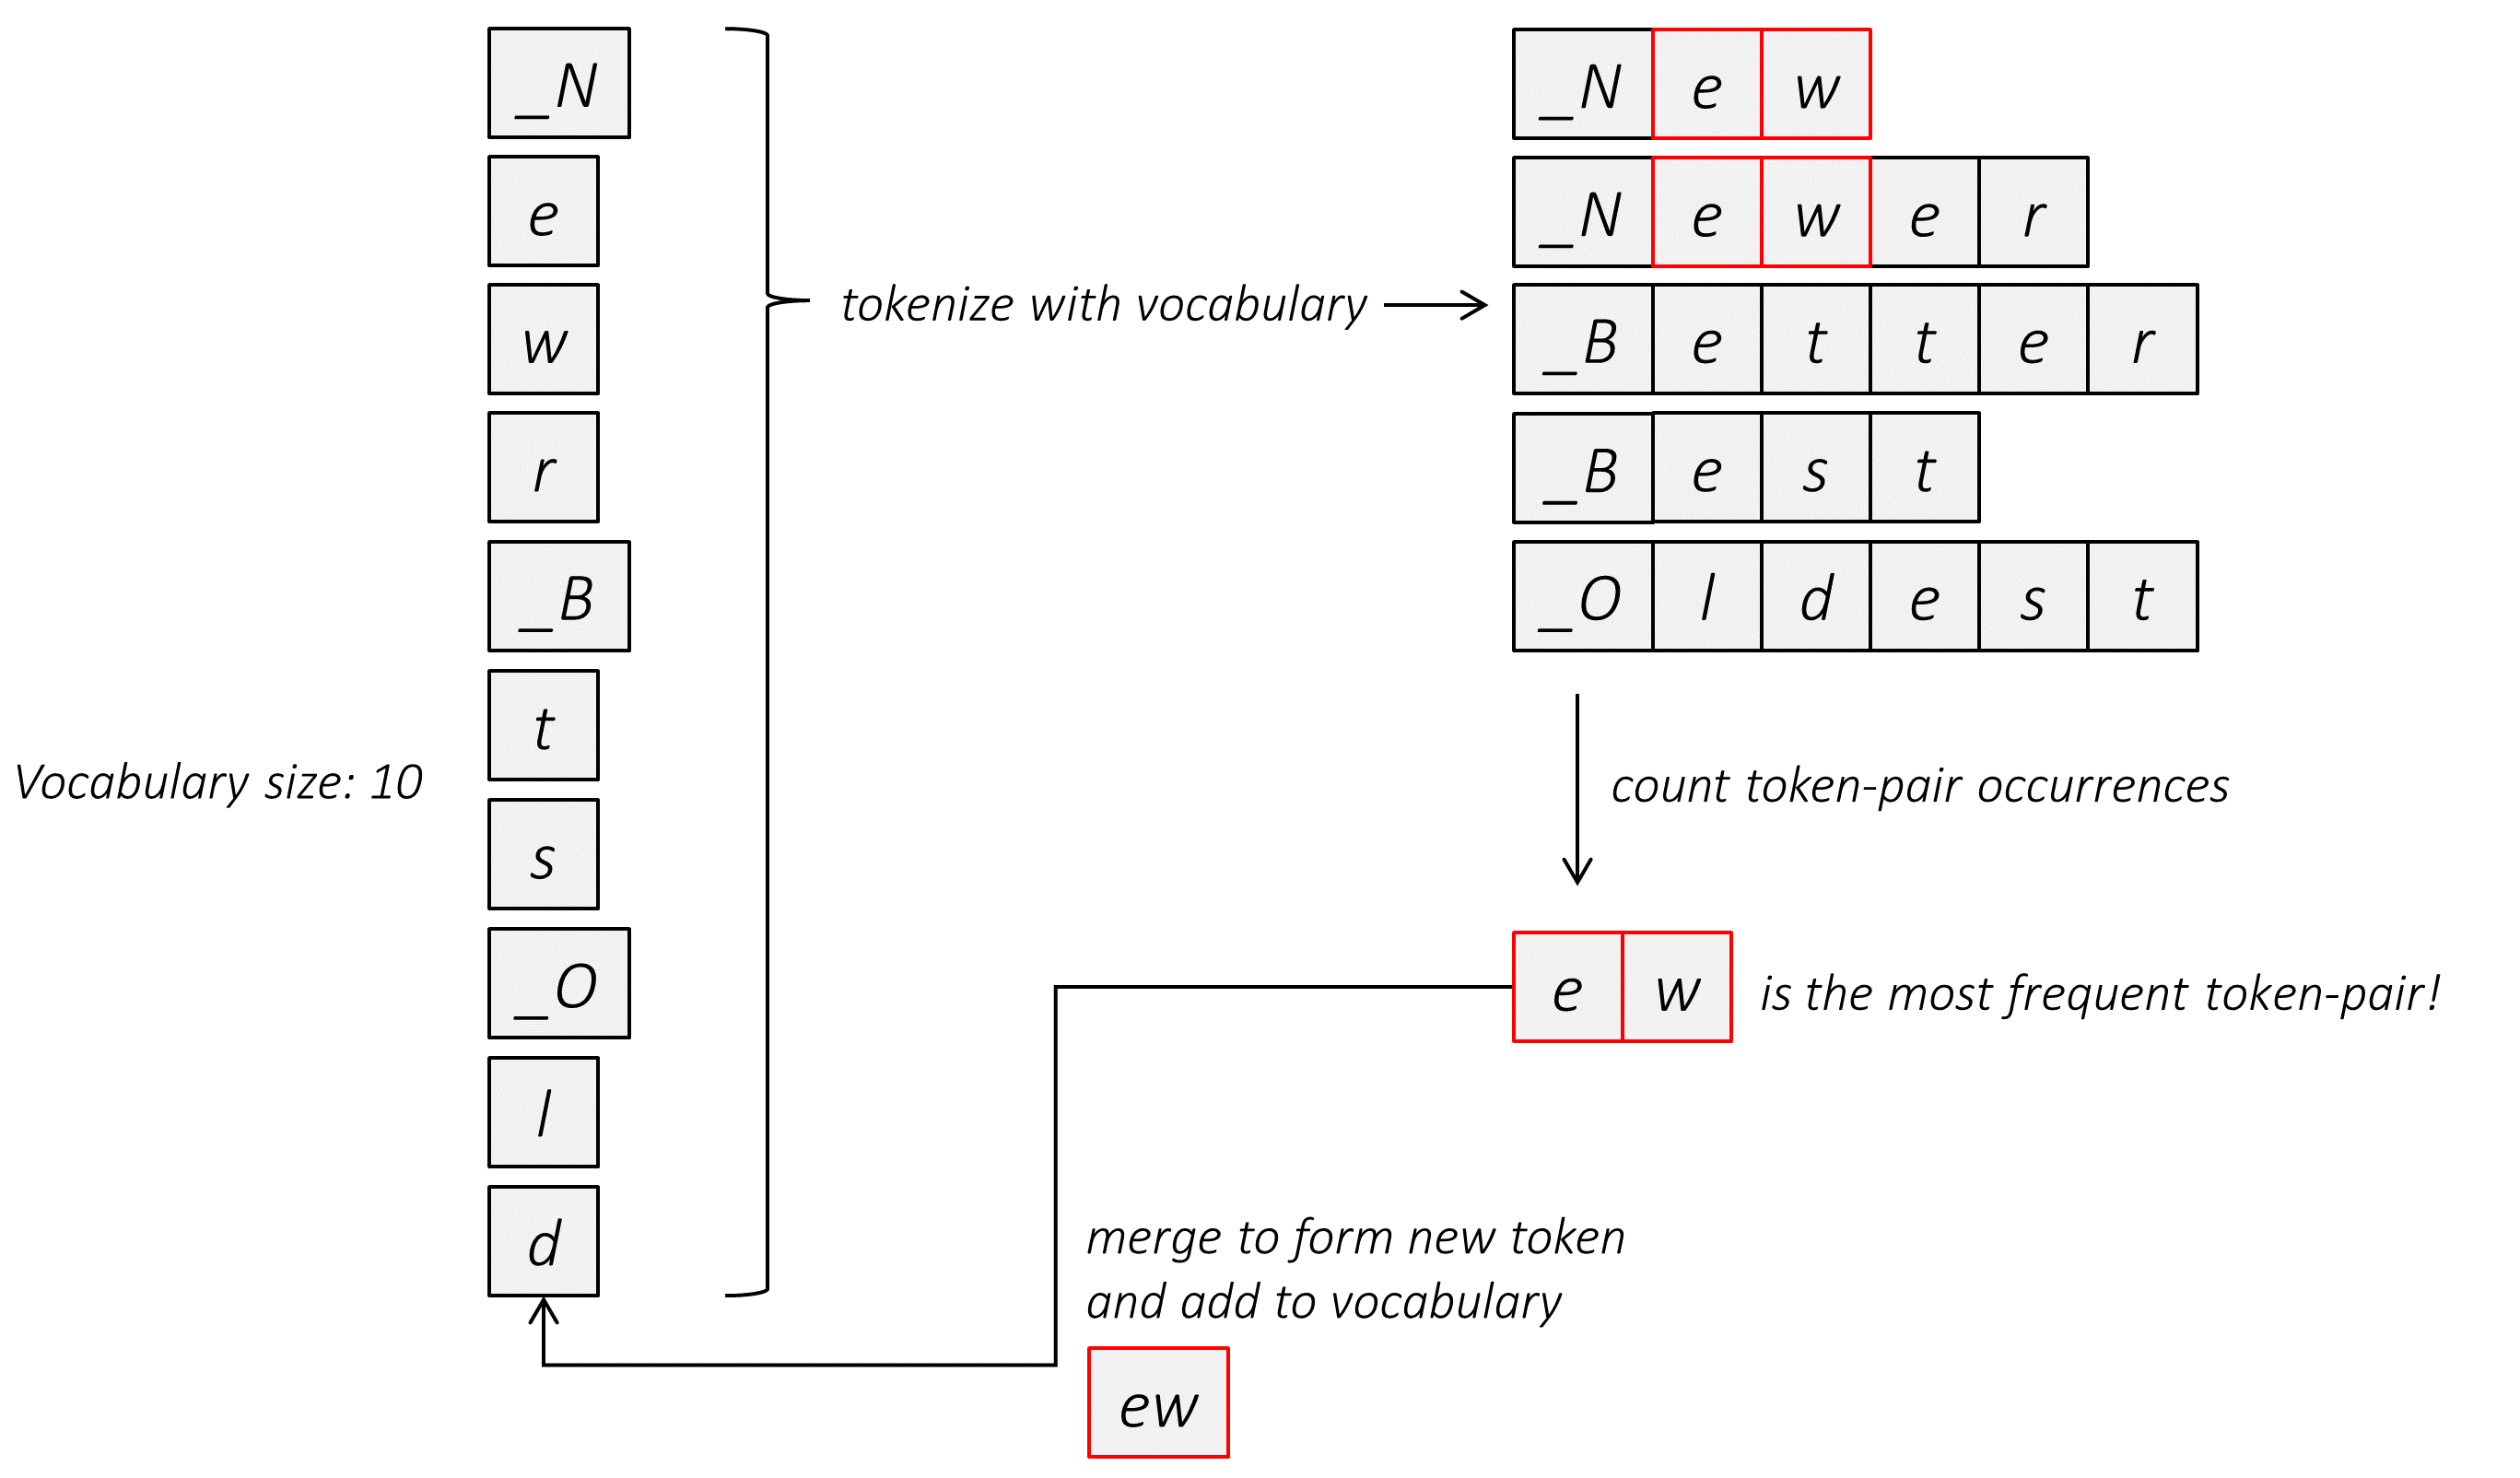 _N
e
w
r
_B
t
s
_O
l
d
Vocabulary size: 10
tokenize with vocabulary
_N e w
_N e w e r
_B e t t e r
_B e s t
_O l d e s t
count token-pair occurrences
e w is the most frequent token-pair!
merge to form new token
and add to vocabulary
ew